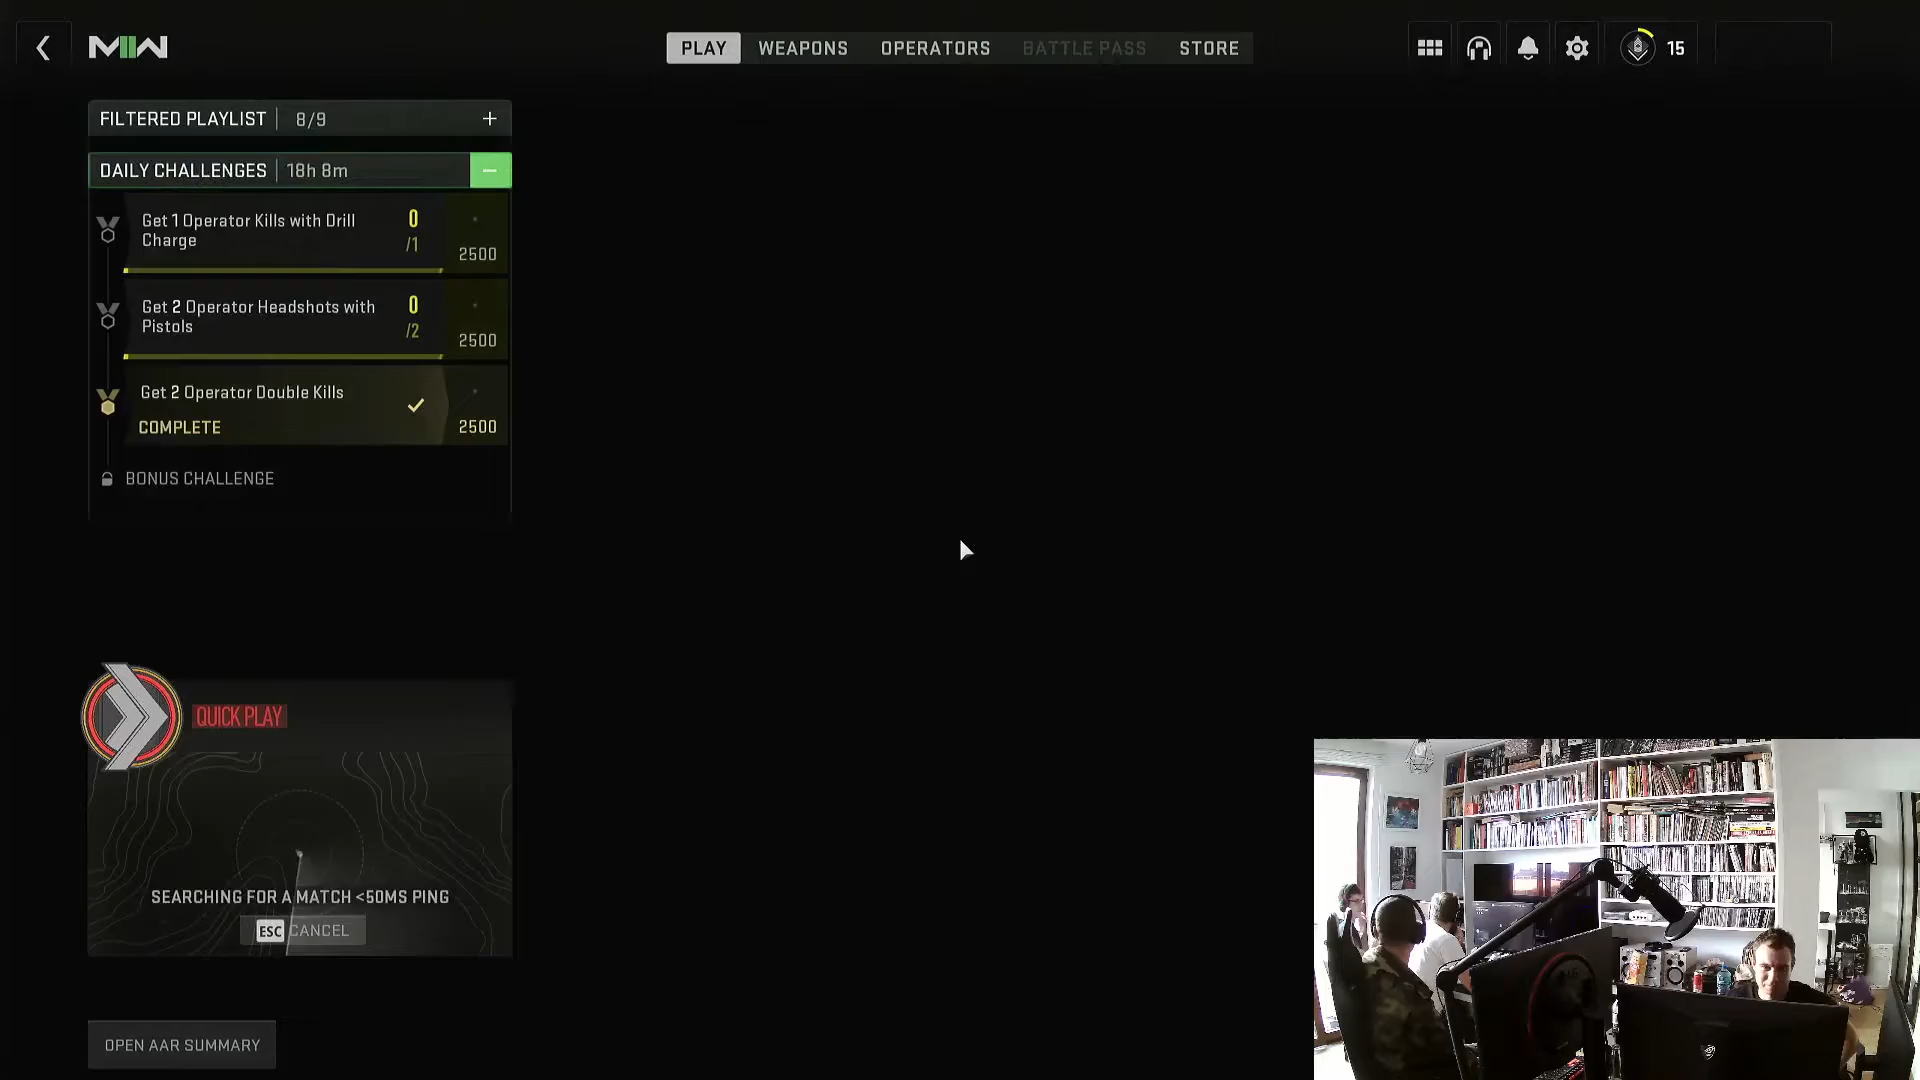 MW
PLAY
WEAPONS
OPERATORS
BATTLE PASS
STORE
15
FILTERED PLAYLIST
8/9
DAILY CHALLENGES
18h 8m
Get 1 Operator Kills with Drill
Charge
0
/1
2500
Get 2 Operator Headshots with
Pistols
0
/2
2500
Get 2 Operator Double Kills
COMPLETE
2500
BONUS CHALLENGE
QUICK PLAY
SEARCHING FOR A MATCH <50MS PING
ESC CANCEL
OPEN AAR SUMMARY